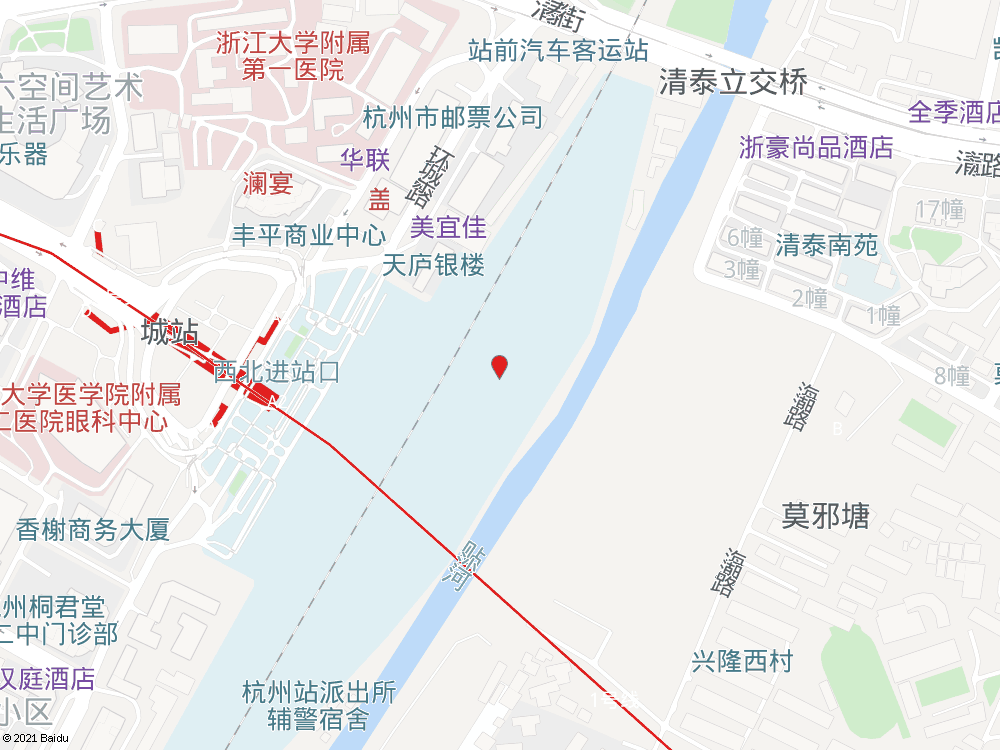 浙江大学附属
第一医院
站前汽车客运站
清泰立交桥
六空间艺术
生活广场
杭州市邮票公司
全季酒店
乐器
华联
浙豪尚品酒店
澜宴
盖
美宜佳
17幢
丰平商业中心
6幢
清泰南苑
天庐银楼
3幢
中维
酒店
2幢
1幢
城站
西北进站口
8幢
大学医学院附属
二医院眼科中心
A
B
莫邪塘
香榭商务大厦
州桐君堂
二中门诊部
兴隆西村
汉庭酒店
小区
杭州站派出所
辅警宿舍
1号线
© 2021 Baidu